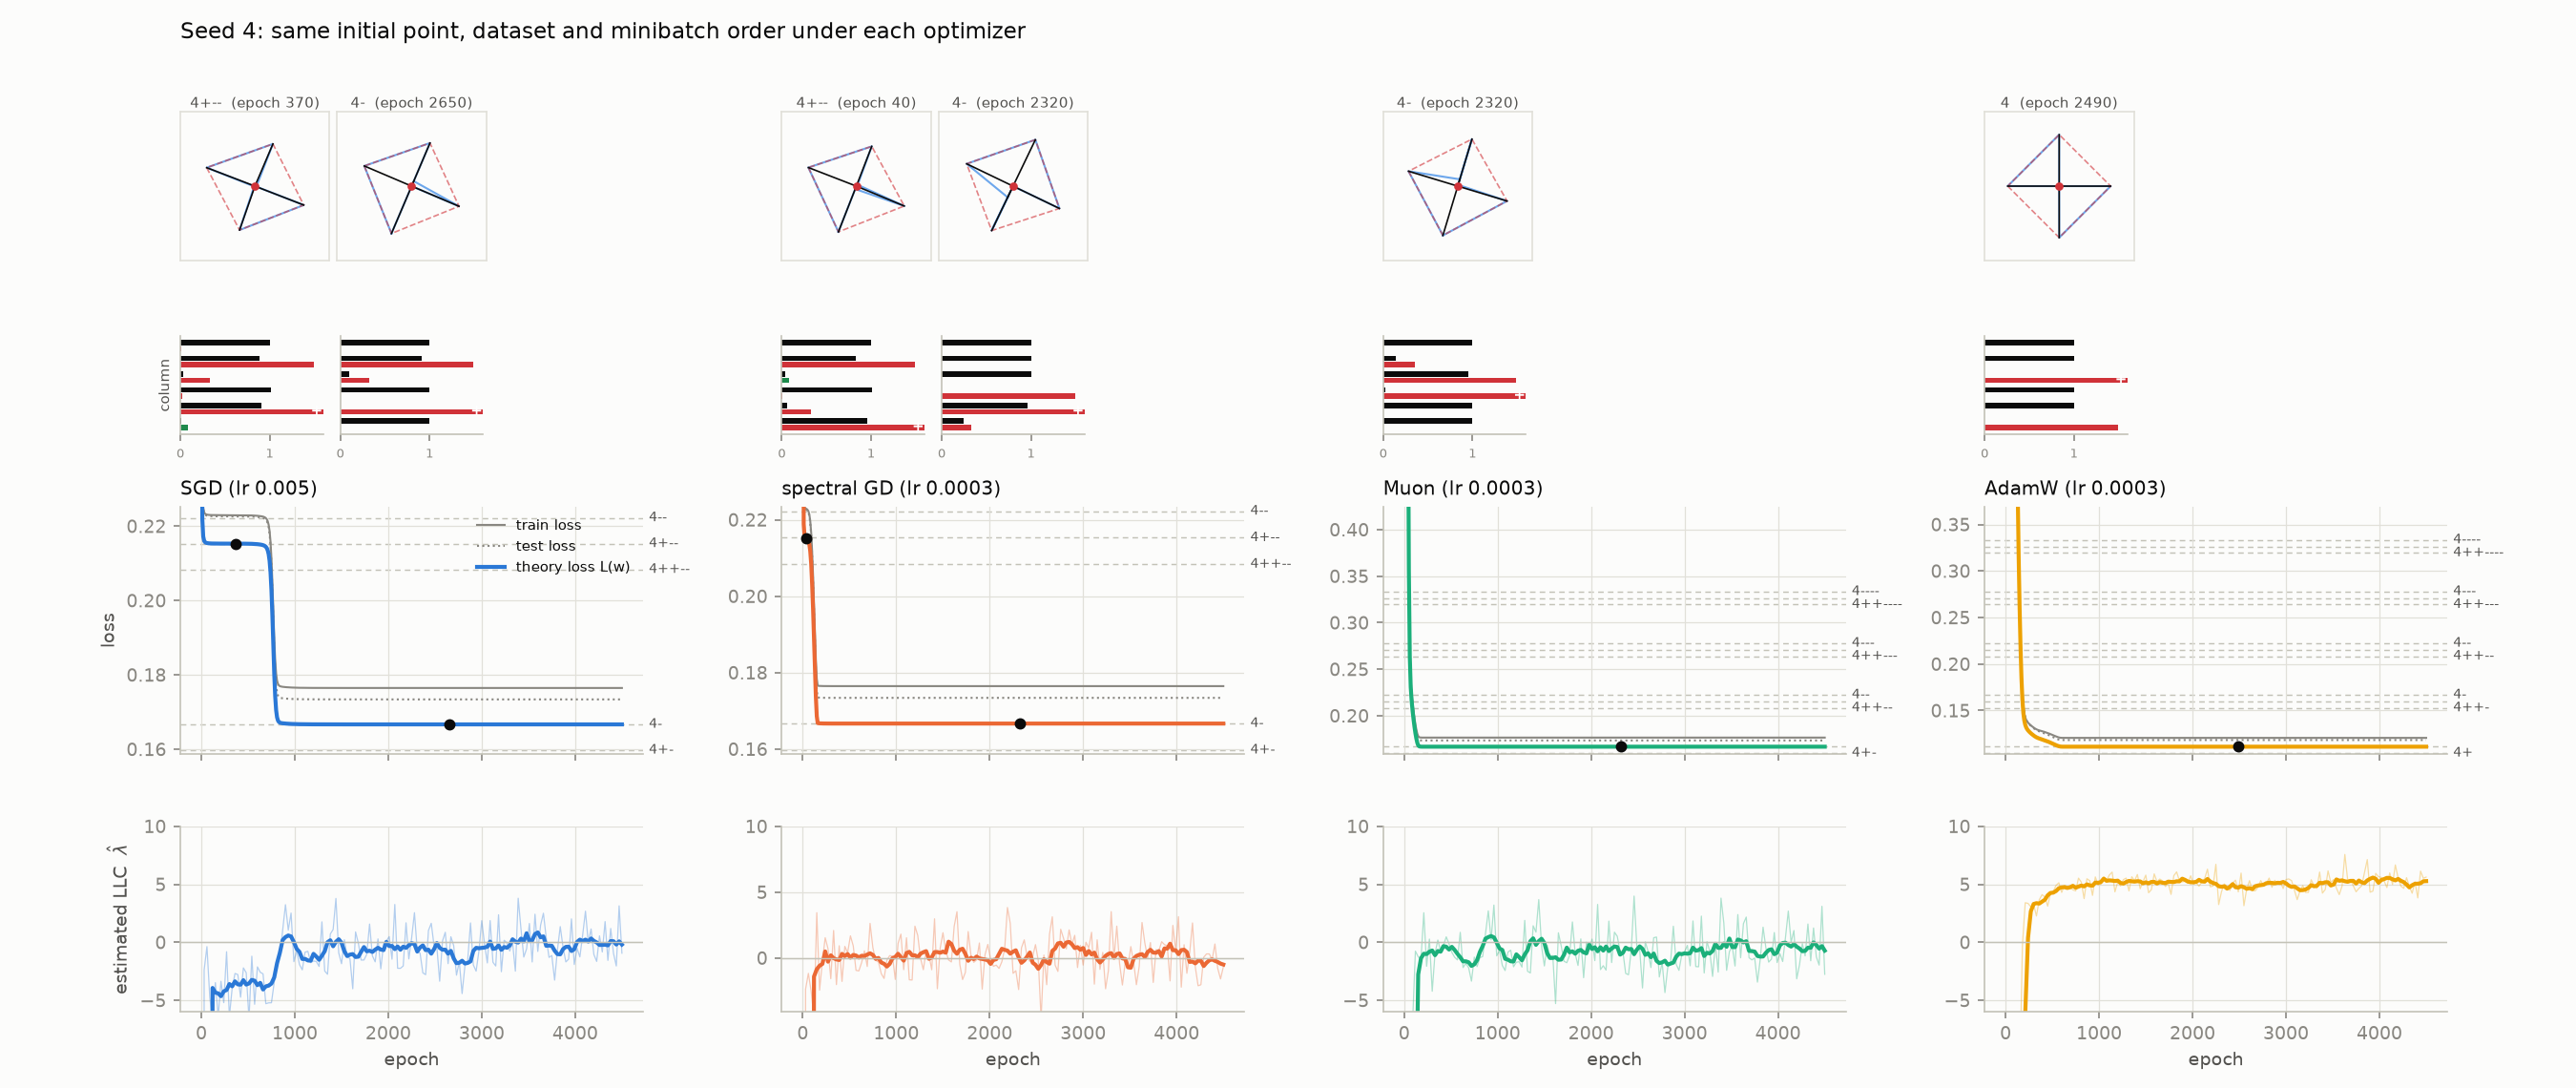 Seed 4: same initial point, dataset and minibatch order under each optimizer
4+-- (epoch 370)
4- (epoch 2650)
4+-- (epoch 40)
4- (epoch 2320)
4- (epoch 2320)
4 (epoch 2490)
column
0 1
0 1
0 1
0 1
0 1
0 1
SGD (lr 0.005)
loss
0.22
0.20
0.18
0.16
train loss
test loss
theory loss L(w)
4--
4+--
4++--
4-
4+-
spectral GD (lr 0.0003)
0.22
0.20
0.18
0.16
4--
4+--
4++--
4-
4+-
Muon (lr 0.0003)
0.40
0.35
0.30
0.25
0.20
4----
4++----
4---
4++---
4--
4++--
4-
4+-
AdamW (lr 0.0003)
0.35
0.30
0.25
0.20
0.15
4----
4++----
4---
4++---
4--
4++--
4-
4++-
4+
estimated LLC λ̂
10
5
0
−5
0 1000 2000 3000 4000
epoch
10
5
0
0 1000 2000 3000 4000
epoch
10
5
0
−5
0 1000 2000 3000 4000
epoch
10
5
0
−5
0 1000 2000 3000 4000
epoch